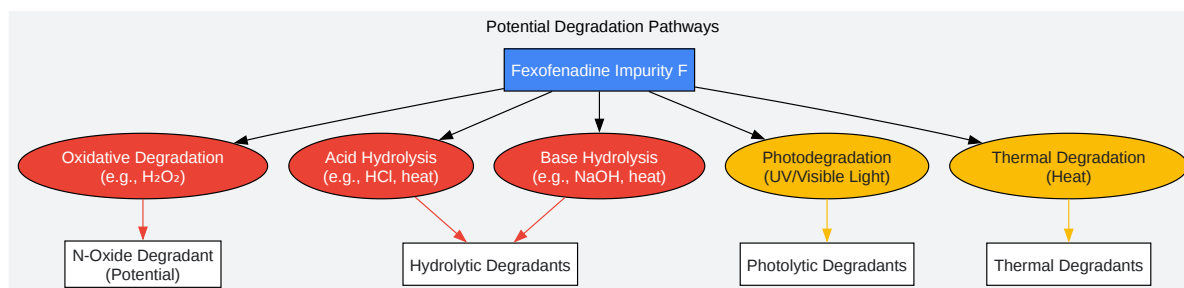 Potential Degradation Pathways
Fexofenadine Impurity F
Oxidative Degradation
(e.g., H₂O₂)
Acid Hydrolysis
(e.g., HCl, heat)
Base Hydrolysis
(e.g., NaOH, heat)
Photodegradation
(UV/Visible Light)
Thermal Degradation
(Heat)
N-Oxide Degradant
(Potential)
Hydrolytic Degradants
Photolytic Degradants
Thermal Degradants